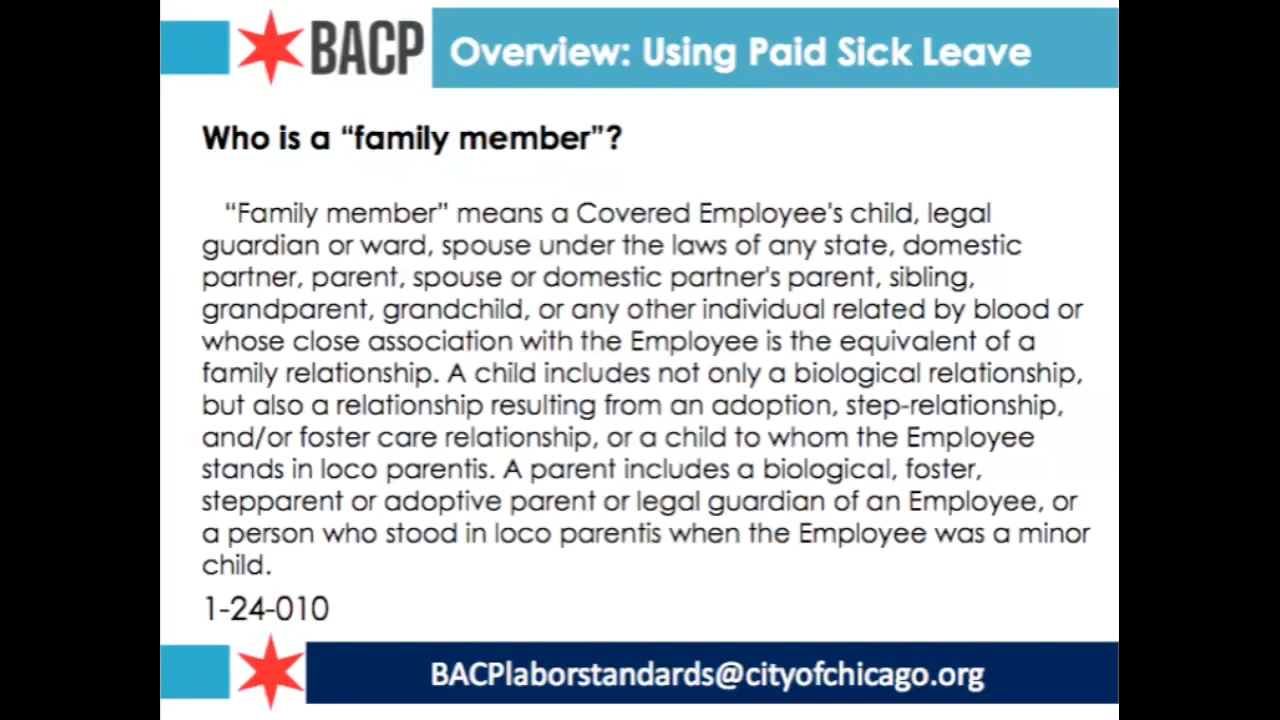 BACP Overview: Using Paid Sick Leave
Who is a “family member”?
“Family member” means a Covered Employee's child, legal
guardian or ward, spouse under the laws of any state, domestic
partner, parent, spouse or domestic partner's parent, sibling,
grandparent, grandchild, or any other individual related by blood or
whose close association with the Employee is the equivalent of a
family relationship. A child includes not only a biological relationship,
but also a relationship resulting from an adoption, step-relationship,
and/or foster care relationship, or a child to whom the Employee
stands in loco parentis. A parent includes a biological, foster,
stepparent or adoptive parent or legal guardian of an Employee, or
a person who stood in loco parentis when the Employee was a minor
child.
1-24-010
BACPlaborstandards@cityofchicago.org